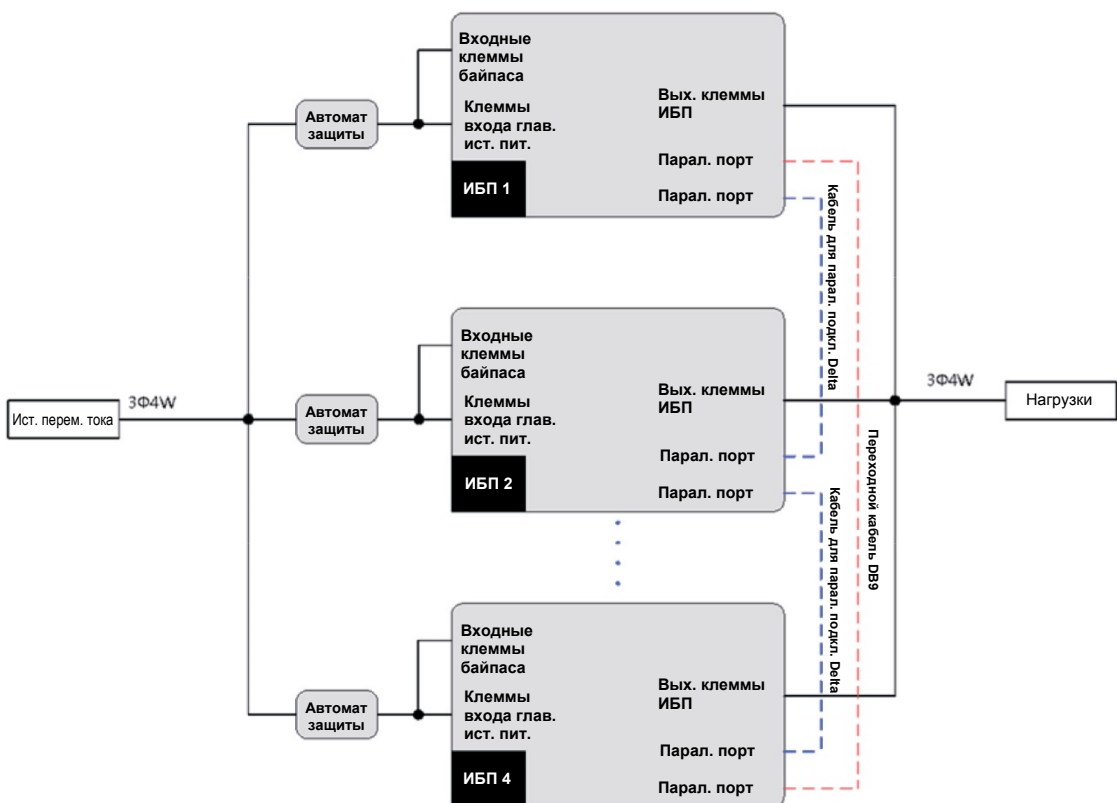 Входные
клеммы
байпаса
Клеммы
входа глав.
ист. пит.
Автомат
защиты
Вых. клеммы
ИБП
Парал. порт
Парал. порт
ИБП 1
Кабель для парал. подкл. Delta
Входные
клеммы
байпаса
Клеммы
входа глав.
ист. пит.
Автомат
защиты
Вых. клеммы
ИБП
Парал. порт
Парал. порт
ИБП 2
Ист. перем. тока
3Ф4W
3Ф4W
Нагрузки
Переходной кабель DB9
Кабель для парал. подкл. Delta
Входные
клеммы
байпаса
Клеммы
входа глав.
ист. пит.
Автомат
защиты
Вых. клеммы
ИБП
Парал. порт
Парал. порт
ИБП 4